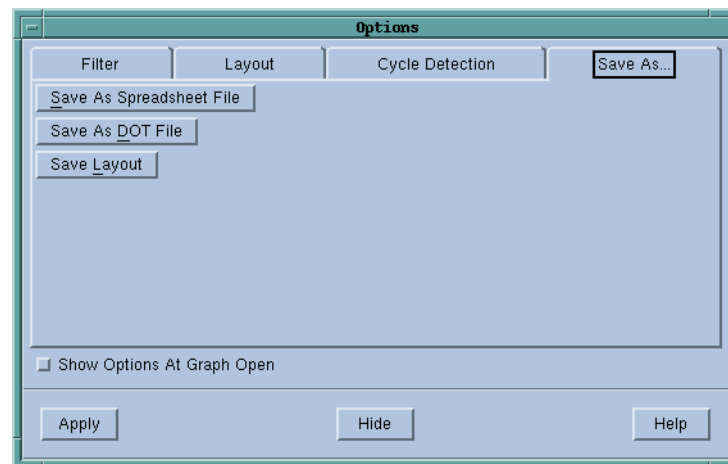 Options
Filter Layout Cycle Detection Save As...
Save As Spreadsheet File
Save As DOT File
Save Layout
Show Options At Graph Open
Apply Hide Help